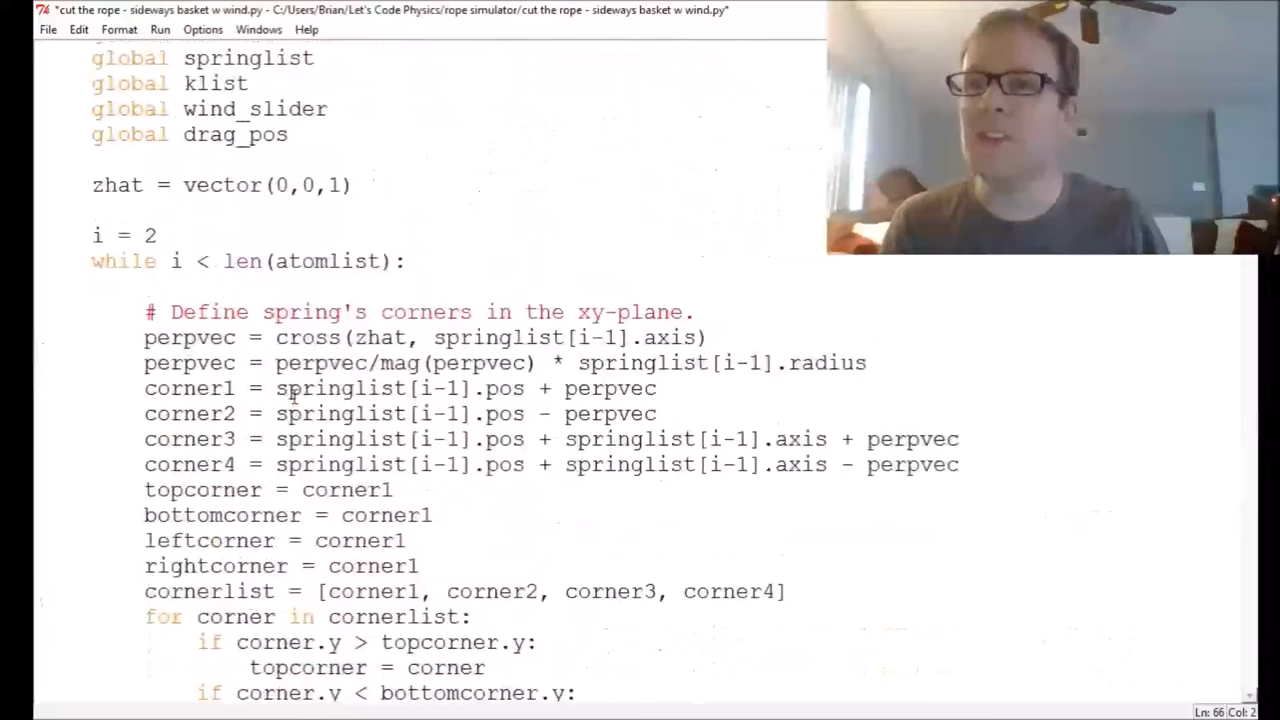 *cut the rope - sideways basket w wind.py - C:/Users/Brian/Let's Code Physics/rope simulator/cut the rope - sideways basket w wind.py*
File Edit Format Run Options Windows Help
global springlist
global klist
global wind_slider
global drag_pos
zhat = vector(0,0,1)
i = 2
while i < len(atomlist):
# Define spring's corners in the xy-plane.
perpvec = cross(zhat, springlist[i-1].axis)
perpvec = perpvec/mag(perpvec) * springlist[i-1].radius
corner1 = springlist[i-1].pos + perpvec
corner2 = springlist[i-1].pos - perpvec
corner3 = springlist[i-1].pos + springlist[i-1].axis + perpvec
corner4 = springlist[i-1].pos + springlist[i-1].axis - perpvec
topcorner = corner1
bottomcorner = corner1
leftcorner = corner1
rightcorner = corner1
cornerlist = [corner1, corner2, corner3, corner4]
for corner in cornerlist:
if corner.y > topcorner.y:
topcorner = corner
if corner.y < bottomcorner.y:
Ln: 66 Col: 2